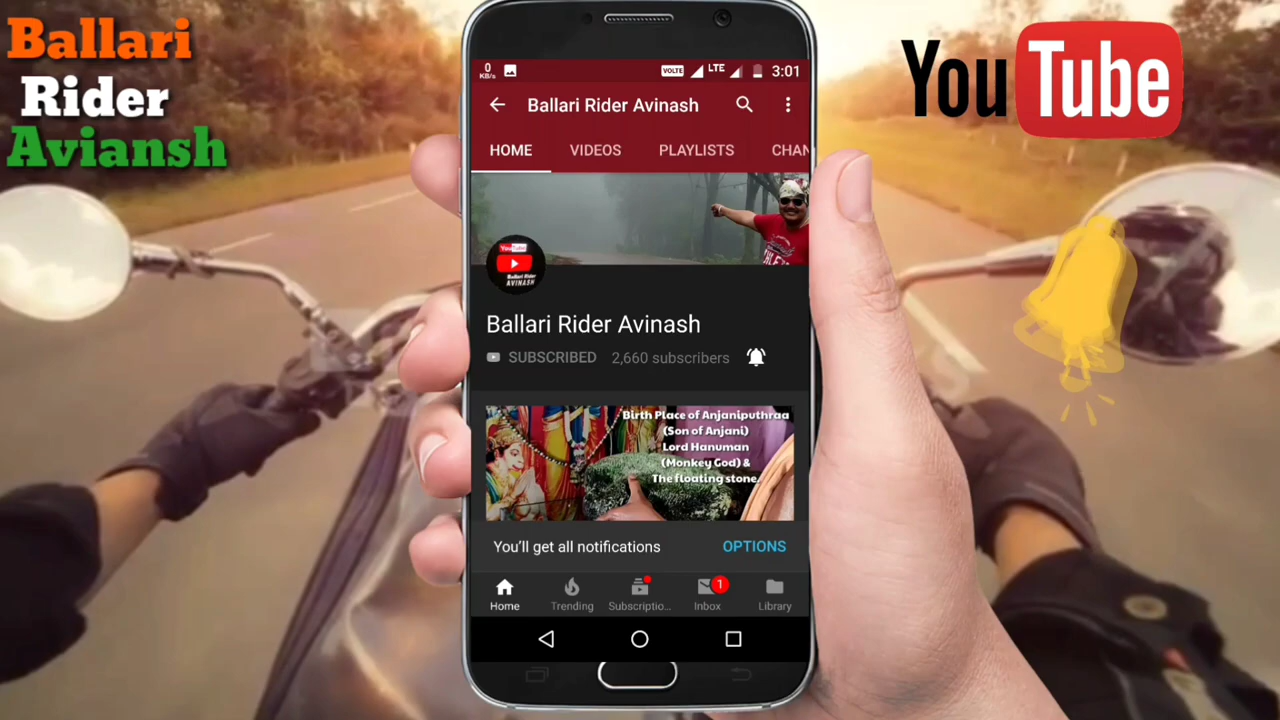 Ballari
Rider
Aviansh
YouTube
0
KB/s
VOLTE
LTE
3:01
Ballari Rider Avinash
HOME
VIDEOS
PLAYLISTS
CHAN
YouTube
Ballari Rider
AVINASH
Ballari Rider Avinash
SUBSCRIBED
2,660 subscribers
Birth Place of Anjaniputhraa
(Son of Anjani)
Lord Hanuman
(Monkey God) &
The floating stone.
You'll get all notifications
OPTIONS
1
Home
Trending
Subscriptio...
Inbox
Library